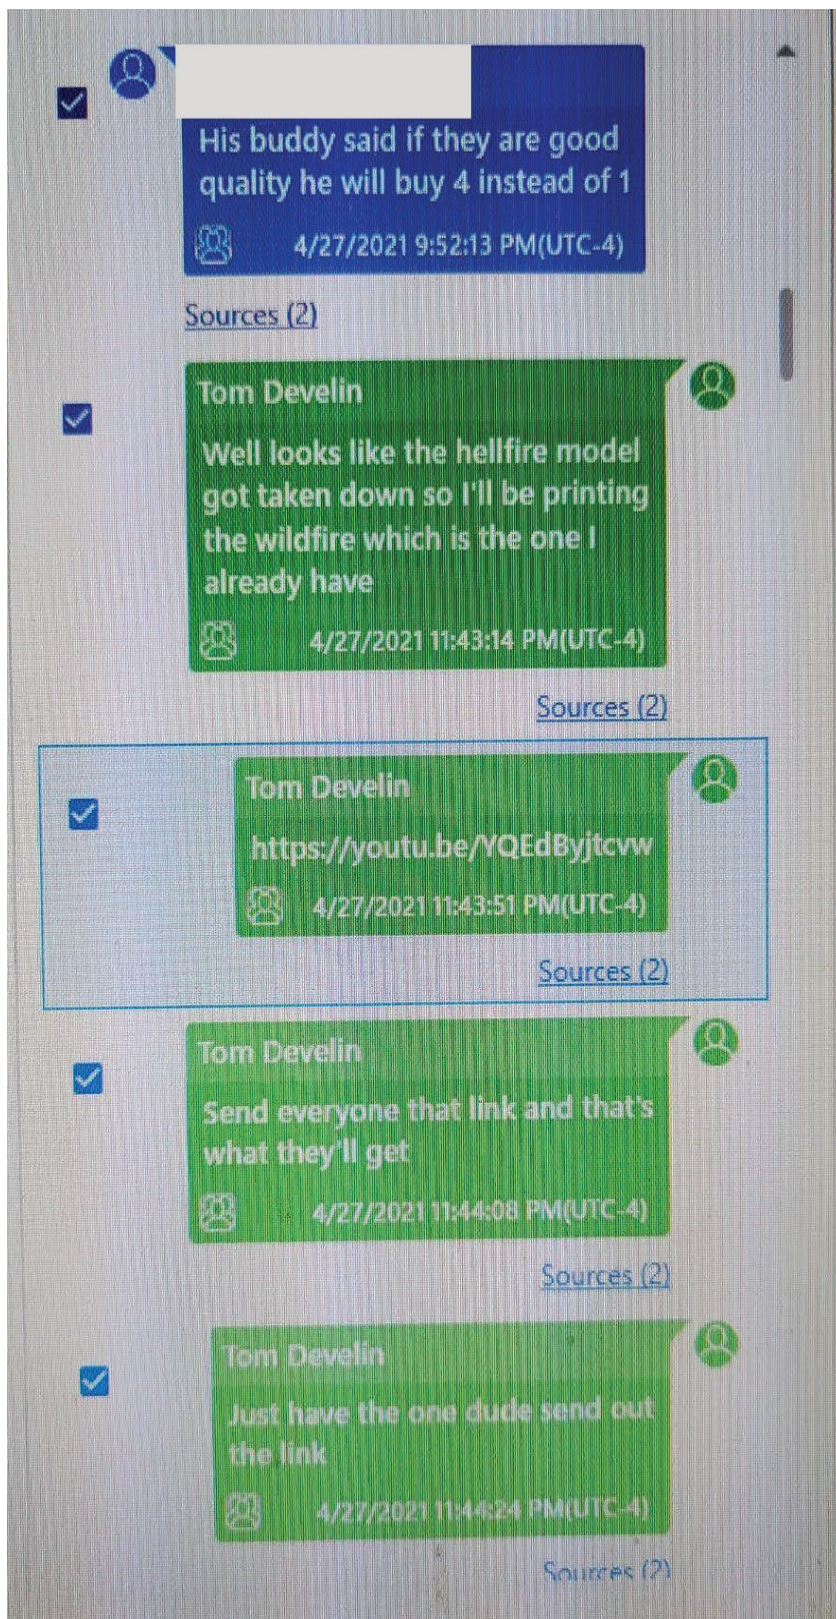 His buddy said if they are good
quality he will buy 4 instead of 1
4/27/2021 9:52:13 PM(UTC-4)
Sources (2)
Tom Develin
Well looks like the hellfire model
got taken down so I'll be printing
the wildfire which is the one I
already have
4/27/2021 11:43:14 PM(UTC-4)
Sources (2)
Tom Develin
https://youtu.be/YQEdByjtcvw
4/27/2021 11:43:51 PM(UTC-4)
Sources (2)
Tom Develin
Send everyone that link and that's
what they'll get
4/27/2021 11:44:08 PM(UTC-4)
Sources (2)
Tom Develin
Just have the one dude send out
the link
4/27/2021 11:44:24 PM(UTC-4)
Sources (2)